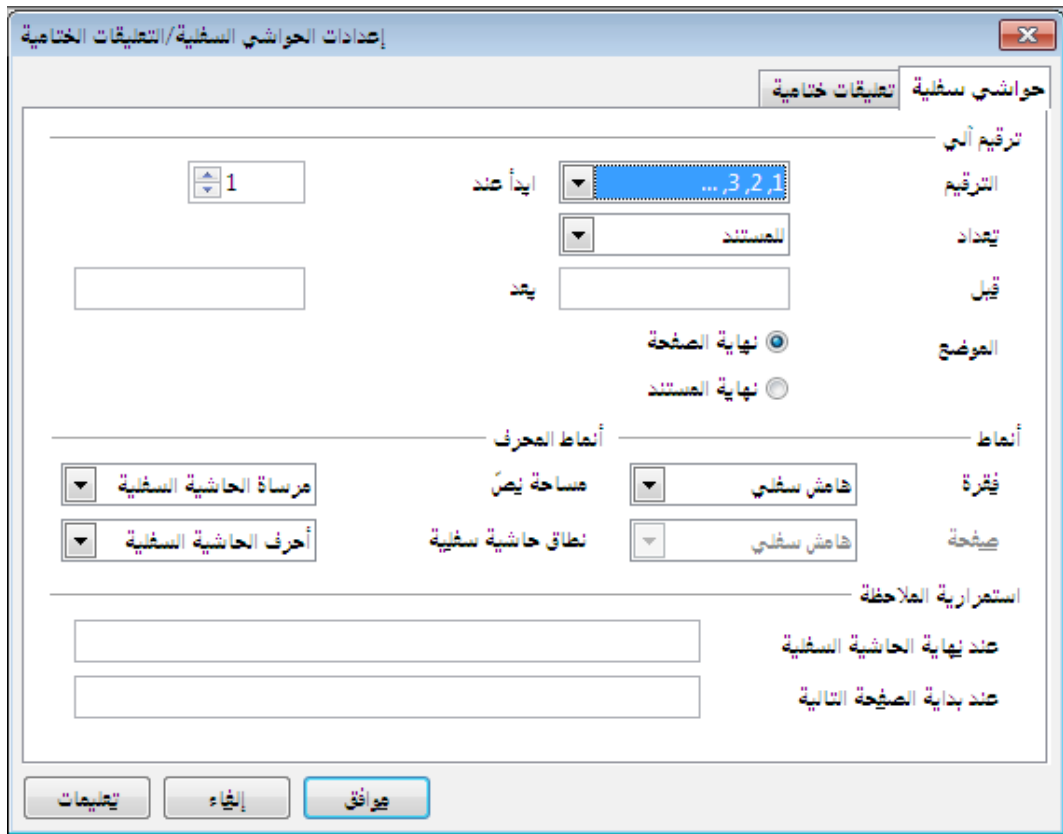 إعدادات الحواشي السفلية/التعليقات الختامية
حواشي سفلية تعليقات ختامية
ترقيم آلي
الترقيم 1, 2, 3, ... ابدأ عند 1
تعداد للمستند
قبل بعد
الموضع نهاية الصفحة
نهاية المستند
أنماط أنماط المحرف
فقرة هامش سفلي مساحة نصّ مرساة الحاشية السفلية
صفحة هامش سفلي نطاق حاشية سفلية أحرف الحاشية السفلية
استمرارية الملاحظة
عند نهاية الحاشية السفلية
عند بداية الصفحة التالية
موافق إلغاء تعليمات